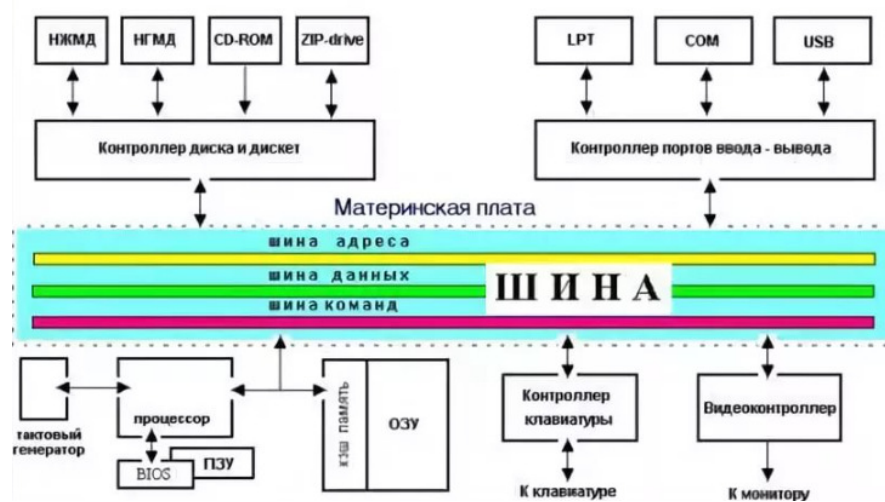 НЖМД
НГМД
CD-ROM
ZIP-drive
LPT
COM
USB
Контроллер диска и дискет
Контроллер портов ввода - вывода
Материнская плата
шина адреса
шина данных
ШИНА
шина команд
тактовый
генератор
процессор
BIOS
ПЗУ
кэш память
ОЗУ
Контроллер
клавиатуры
Видеоконтроллер
К клавиатуре
К монитору